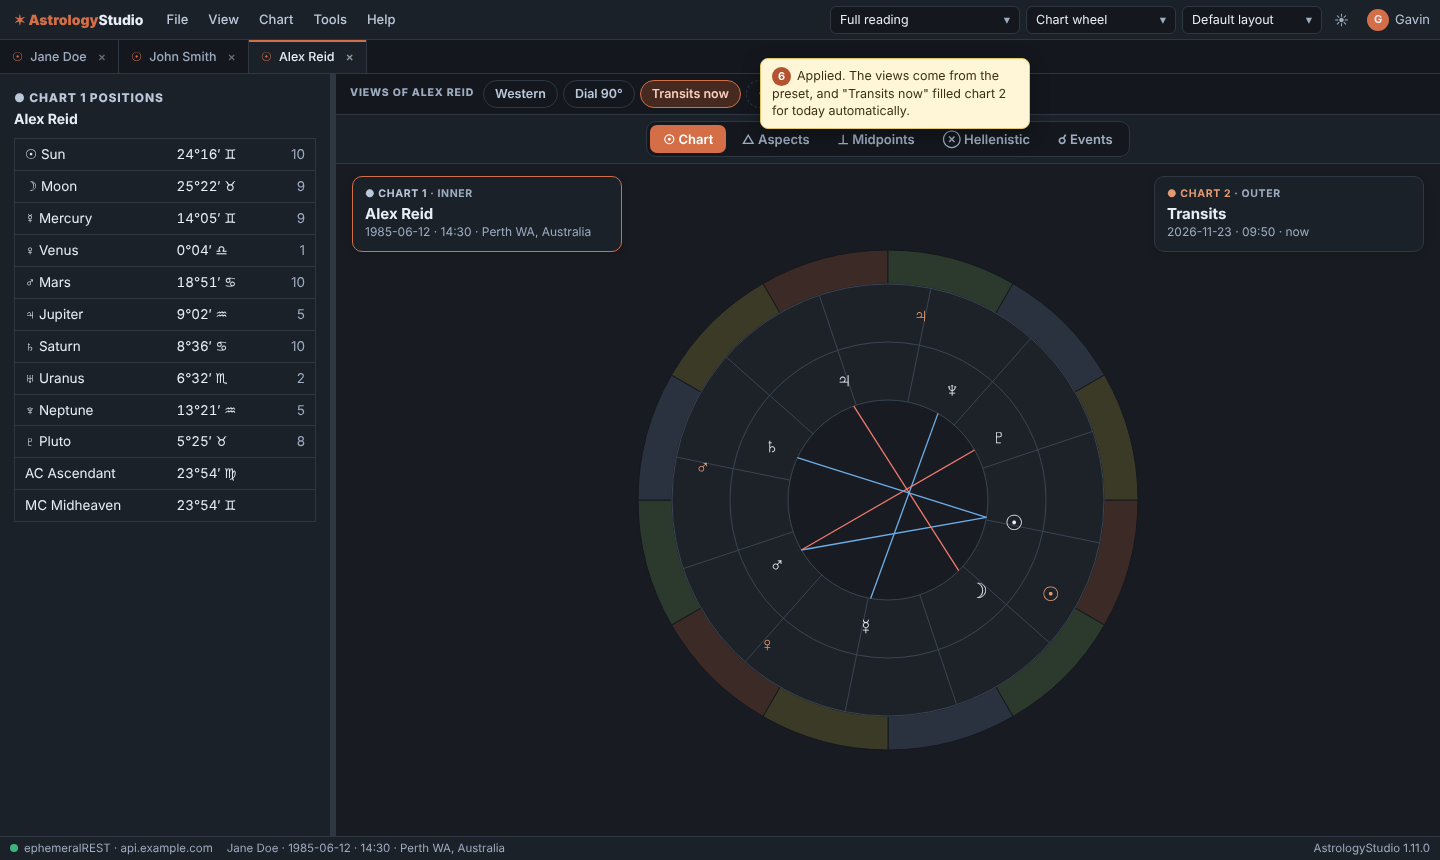 ✶ AstrologyStudio File View Chart Tools Help Full reading ▾ Chart wheel ▾ Default layout ▾ ☀ G Gavin
☉ Jane Doe × ☉ John Smith × ☉ Alex Reid ×
● CHART 1 POSITIONS
Alex Reid
☉ Sun 24°16′ ♊ 10
☽ Moon 25°22′ ♉ 9
☿ Mercury 14°05′ ♊ 9
♀ Venus 0°04′ ♎ 1
♂ Mars 18°51′ ♋ 10
♃ Jupiter 9°02′ ♒ 5
♄ Saturn 8°36′ ♋ 10
♅ Uranus 6°32′ ♏ 2
♆ Neptune 13°21′ ♒ 5
♇ Pluto 5°25′ ♉ 8
AC Ascendant 23°54′ ♍
MC Midheaven 23°54′ ♊
VIEWS OF ALEX REID Western Dial 90° Transits now
6 Applied. The views come from the
preset, and "Transits now" filled chart 2
for today automatically.
☉ Chart △ Aspects ⊥ Midpoints ⊗ Hellenistic ☌ Events
● CHART 1 · INNER
Alex Reid
1985-06-12 · 14:30 · Perth WA, Australia
● CHART 2 · OUTER
Transits
2026-11-23 · 09:50 · now
♃
♃
♆
♄
♇
♂
☉
♂
☽
☉
☿
♀
ephemeralREST · api.example.com Jane Doe · 1985-06-12 · 14:30 · Perth WA, Australia AstrologyStudio 1.11.0